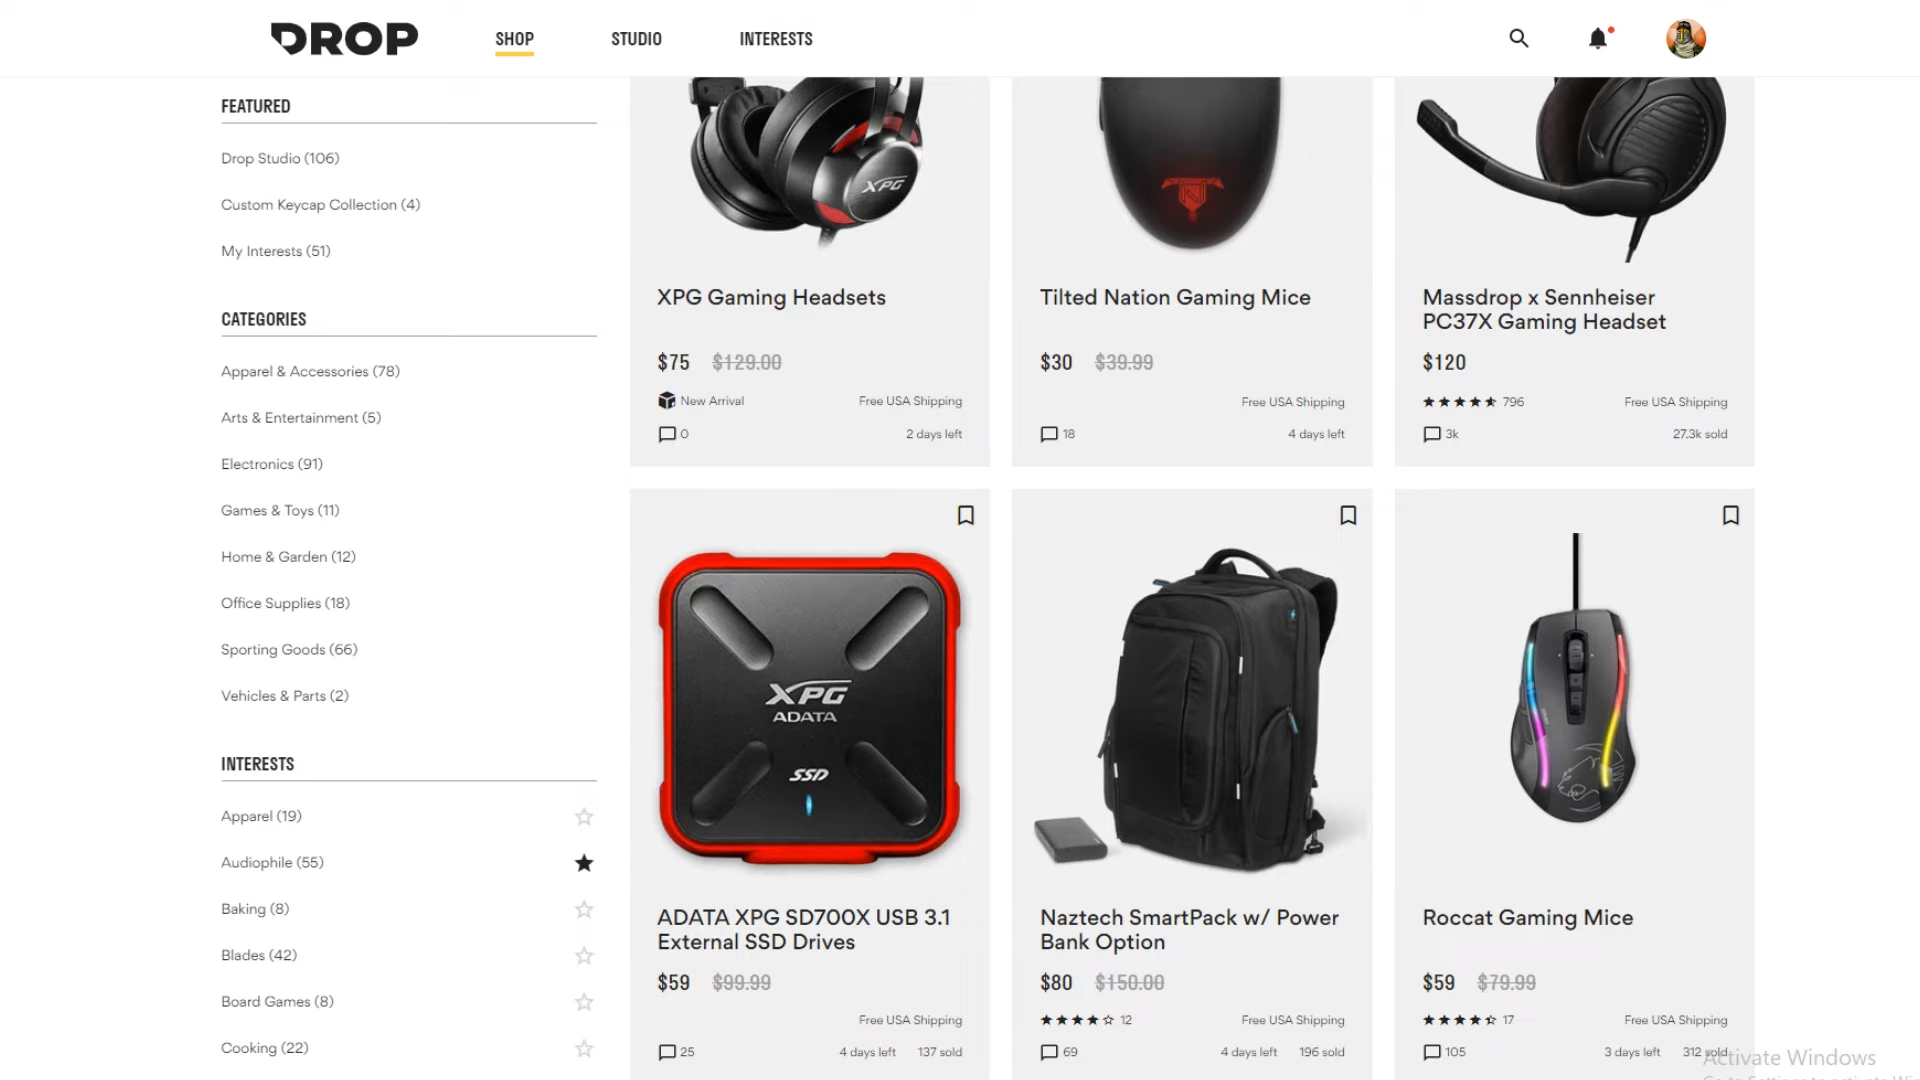 DROP
SHOP
STUDIO
INTERESTS
FEATURED
Drop Studio (106)
Custom Keycap Collection (4)
My Interests (51)
CATEGORIES
Apparel & Accessories (78)
Arts & Entertainment (5)
Electronics (91)
Games & Toys (11)
Home & Garden (12)
Office Supplies (18)
Sporting Goods (66)
Vehicles & Parts (2)
INTERESTS
Apparel (19)
Audiophile (55)
Baking (8)
Blades (42)
Board Games (8)
Cooking (22)
XPG
XPG Gaming Headsets
$75 $129.00
New Arrival Free USA Shipping
0 2 days left
Tilted Nation Gaming Mice
$30 $39.99
Free USA Shipping
18 4 days left
Massdrop x Sennheiser
PC37X Gaming Headset
$120
796 Free USA Shipping
3k 27.3k sold
XPG
ADATA
SSD
ADATA XPG SD700X USB 3.1
External SSD Drives
$59 $99.99
Free USA Shipping
25 4 days left 137 sold
Naztech SmartPack w/ Power
Bank Option
$80 $150.00
12 Free USA Shipping
69 4 days left 196 sold
Roccat Gaming Mice
$59 $79.99
17 Free USA Shipping
105 3 days left 312 sold
Activate Windows